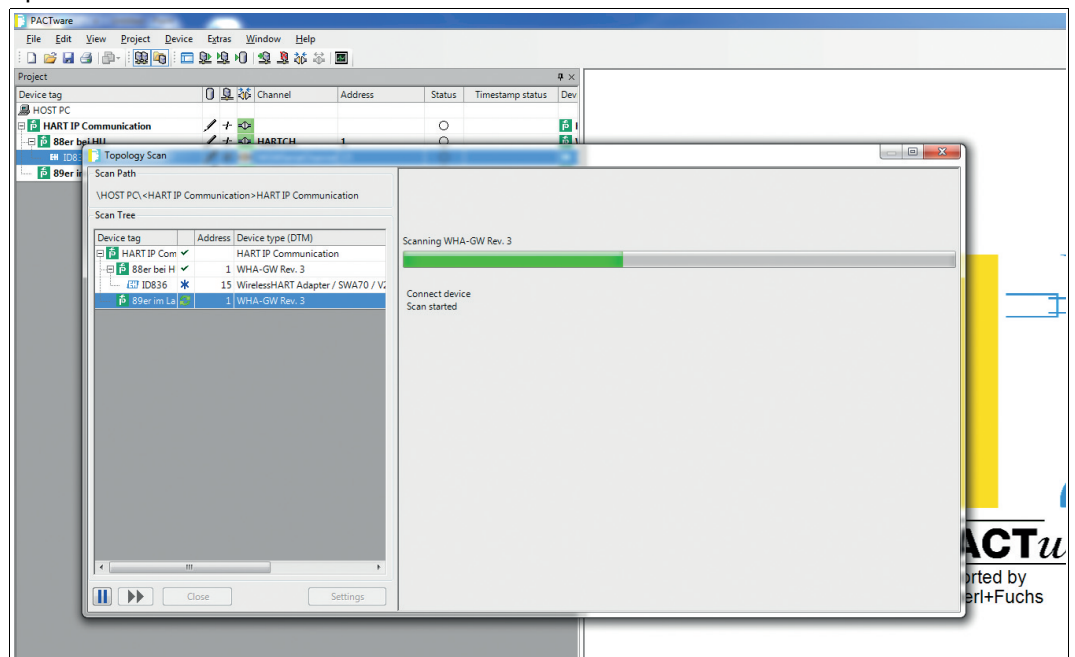 PACTware
File Edit View Project Device Extras Window Help
Project
Device tag Channel Address Status Timestamp status Dev
HOST PC
HART IP Communication
88er bei HU HARTCH 1
ID83
89er i
Topology Scan
Scan Path
\HOST PC\<HART IP Communication>HART IP Communication
Scan Tree
Device tag Address Device type (DTM)
HART IP Com HART IP Communication
88er bei H 1 WHA-GW Rev. 3
ID836 15 WirelessHART Adapter / SWA70 / V2
89er im La 1 WHA-GW Rev. 3
Scanning WHA-GW Rev. 3
Connect device
Scan started
Close Settings
ACTu
orted by
erl+Fuchs